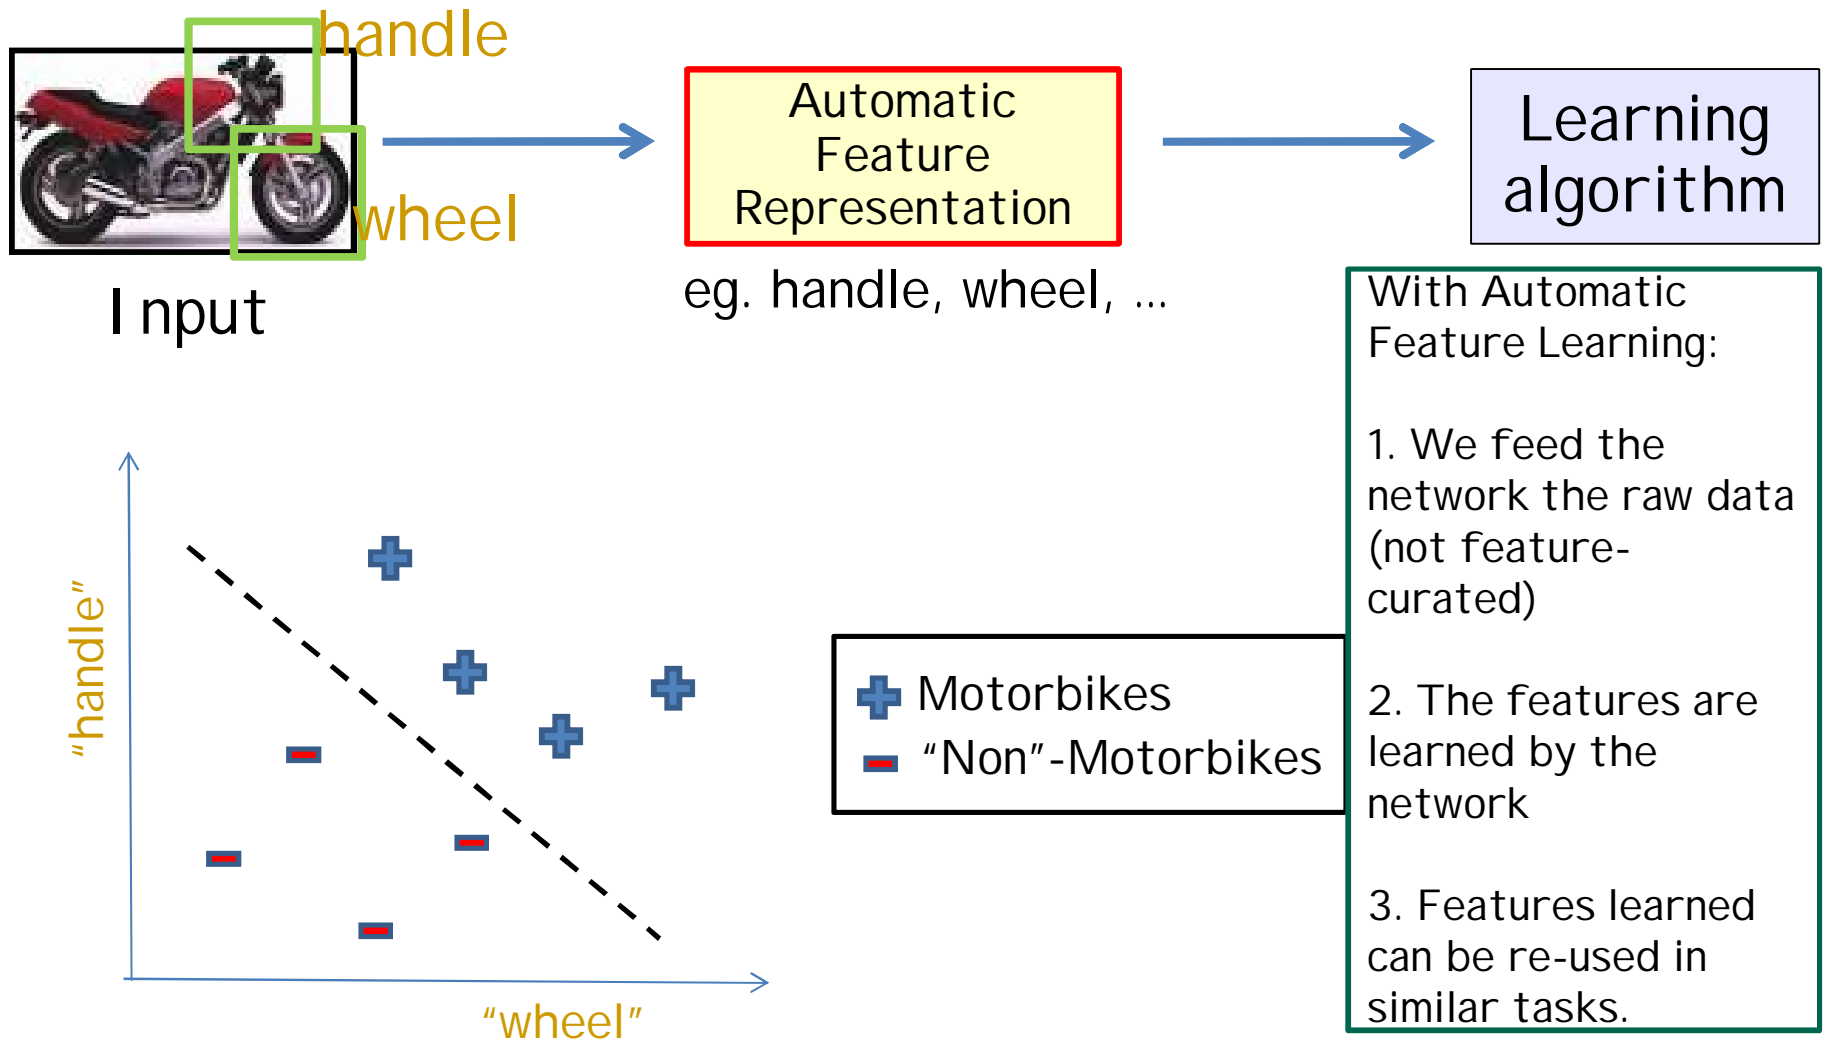 handle
wheel
Input
Automatic
Feature
Representation
eg. handle, wheel, ...
Learning
algorithm
With Automatic
Feature Learning:
1. We feed the
network the raw data
(not feature-
curated)
2. The features are
learned by the
network
3. Features learned
can be re-used in
similar tasks.
“handle”
“wheel”
Motorbikes
“Non”-Motorbikes